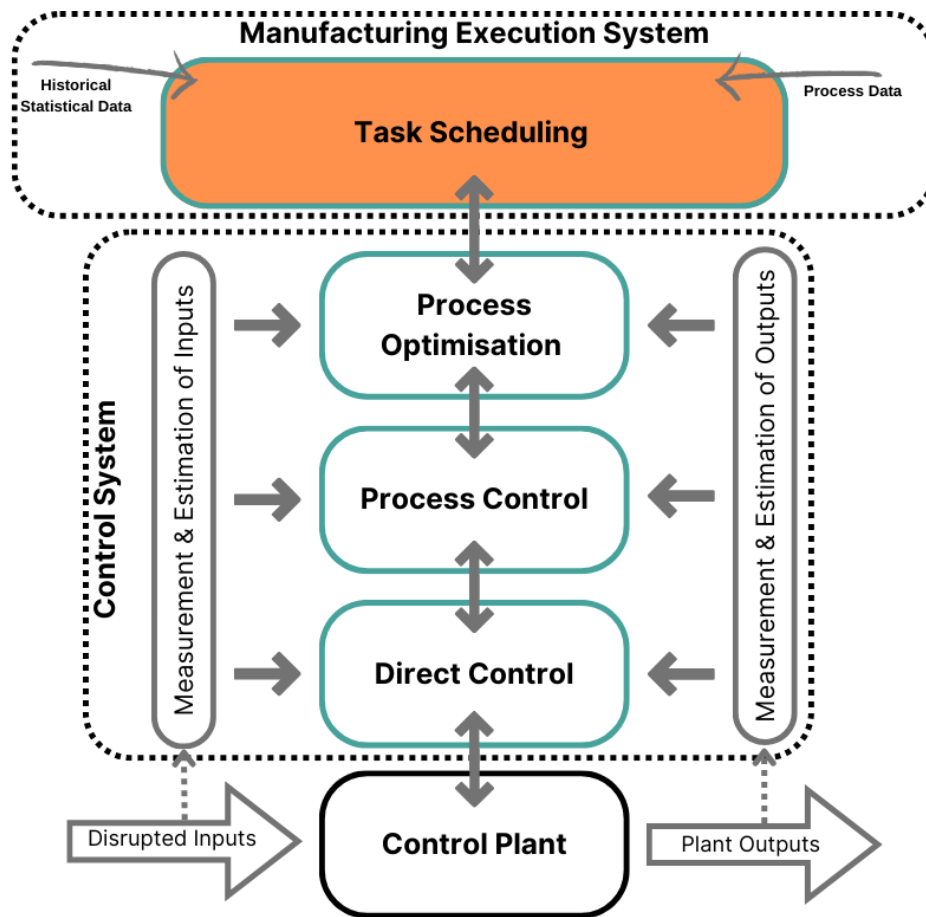 Manufacturing Execution System
Historical
Statistical Data
Process Data
Task Scheduling
Control System
Measurement & Estimation of Inputs
Process
Optimisation
Measurement & Estimation of Outputs
Process Control
Direct Control
Disrupted Inputs
Control Plant
Plant Outputs